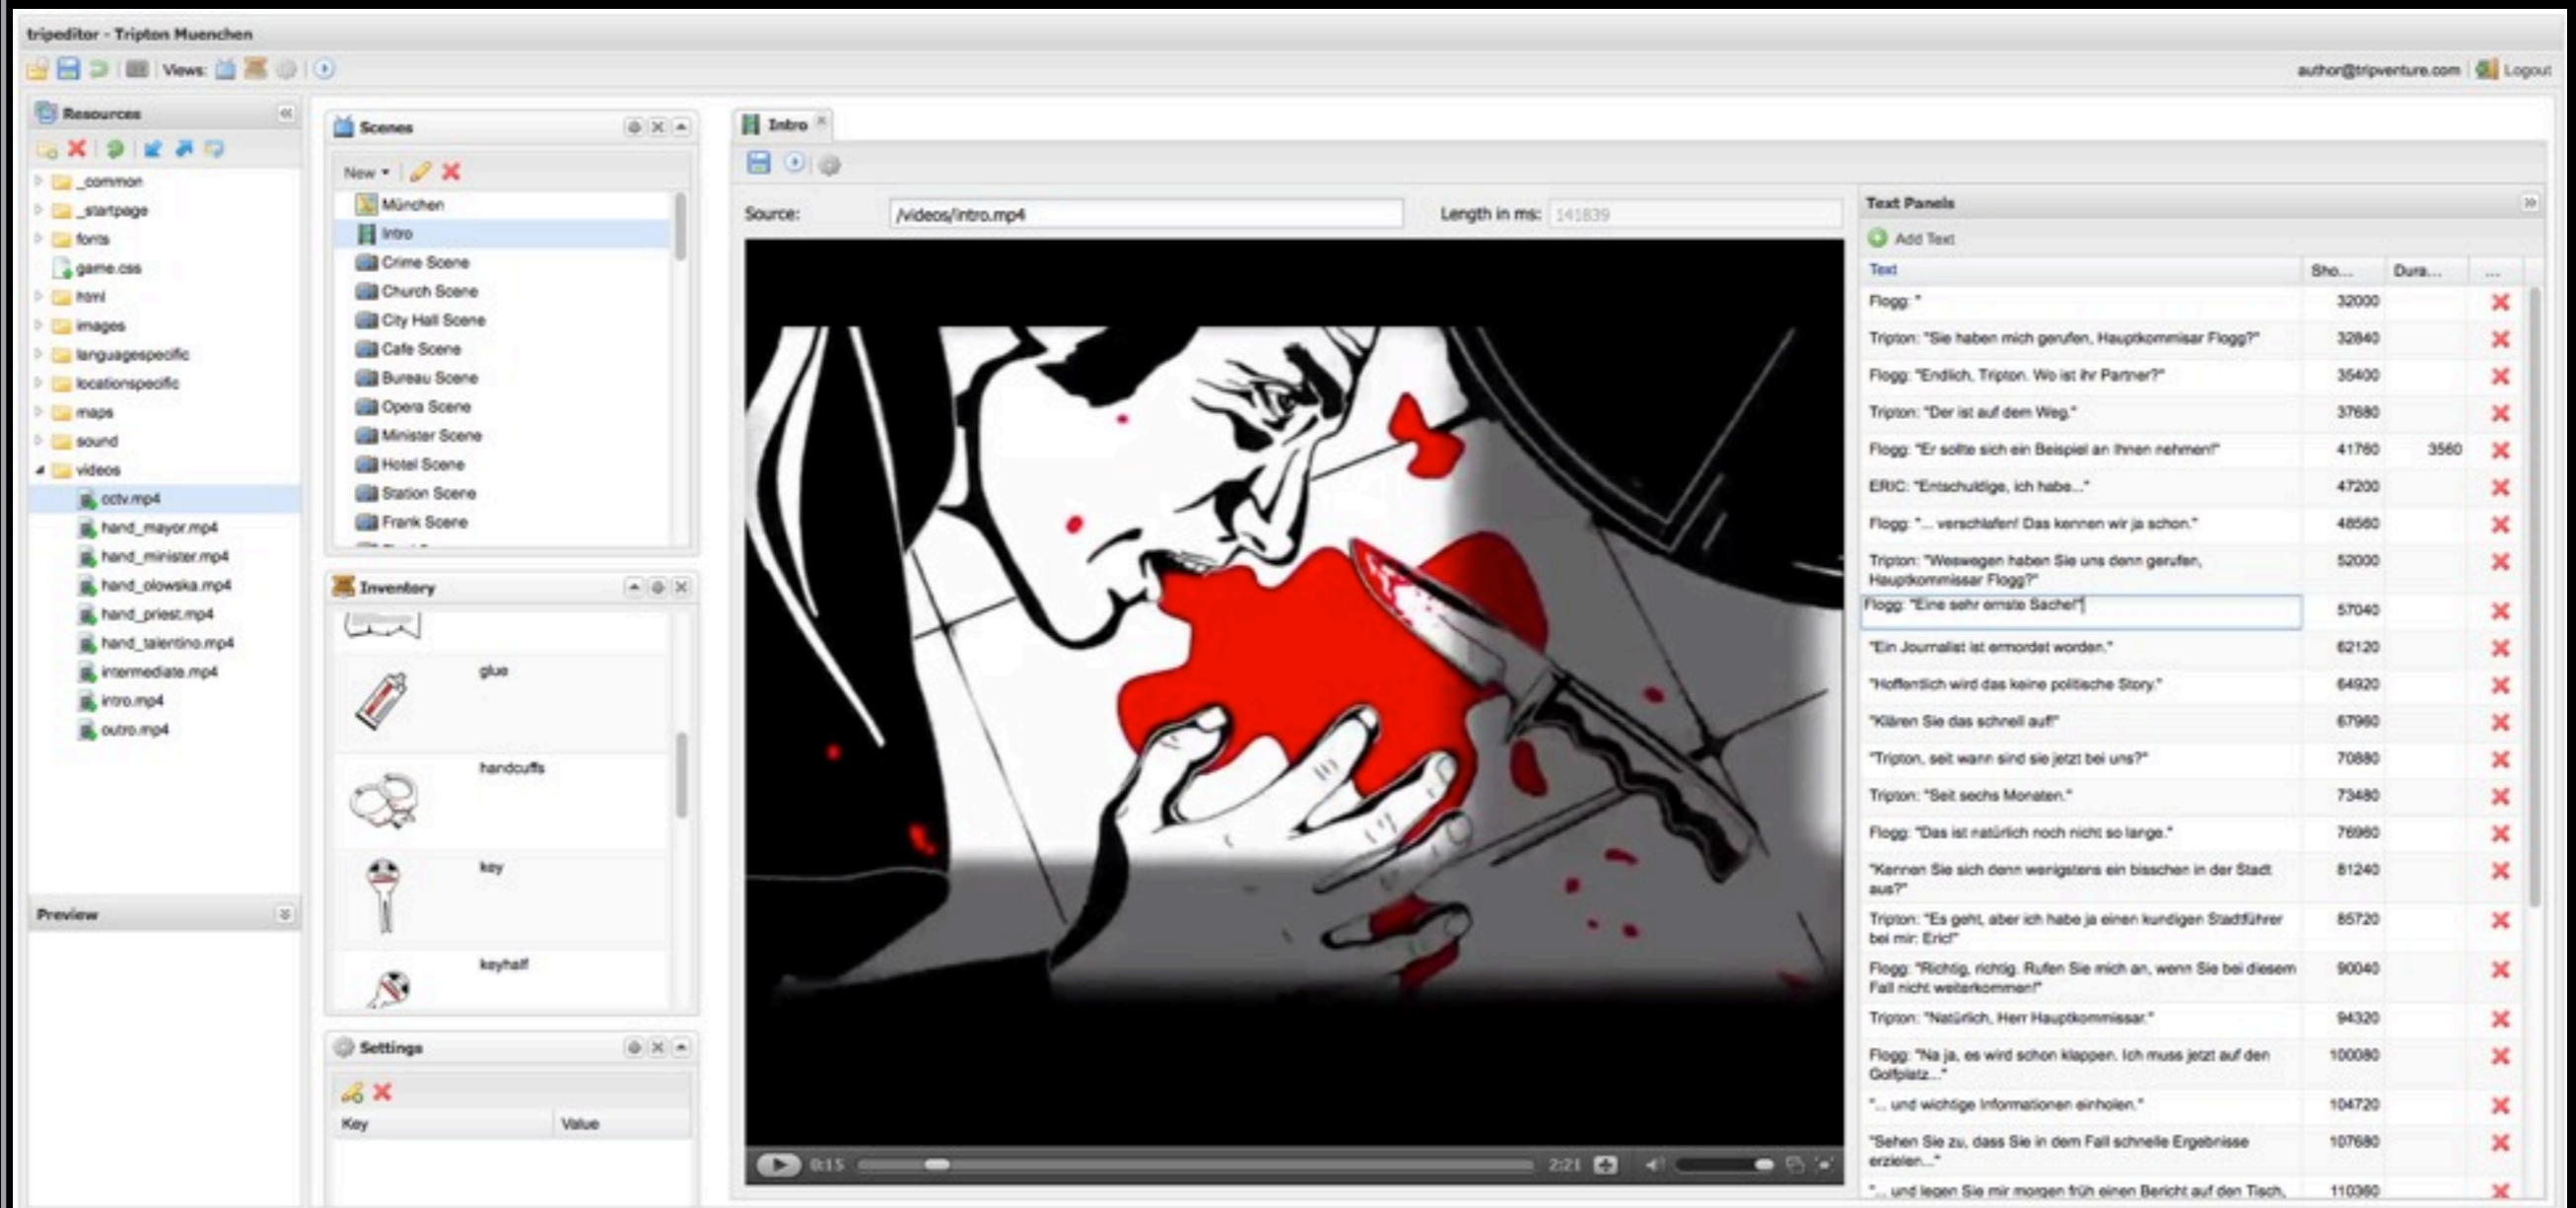 tripeditor - Tripton Muenchen
Views:
author@tripventure.com
Logout
Resources
_common
_startpage
fonts
game.css
html
images
languagespecific
locationspecific
maps
sound
videos
cctv.mp4
hand_mayor.mp4
hand_minister.mp4
hand_olowska.mp4
hand_priest.mp4
hand_talentino.mp4
intermediate.mp4
intro.mp4
outro.mp4
Preview
Scenes
New
München
Intro
Crime Scene
Church Scene
City Hall Scene
Cafe Scene
Bureau Scene
Opera Scene
Minister Scene
Hotel Scene
Station Scene
Frank Scene
Inventory
glue
handcuffs
key
keyhalf
Settings
Key Value
Intro
Source: /videos/intro.mp4 Length in ms: 141839
0:15 2:21
Text Panels
Add Text
Text Sho... Dura... ...
Flogg: " 32000
Tripton: "Sie haben mich gerufen, Hauptkommisar Flogg?" 32840
Flogg: "Endlich, Tripton. Wo ist ihr Partner?" 35400
Tripton: "Der ist auf dem Weg." 37680
Flogg: "Er sollte sich ein Beispiel an Ihnen nehmen!" 41760 3560
ERIC: "Entschuldige, ich habe..." 47200
Flogg: "... verschlafen! Das kennen wir ja schon." 48560
Tripton: "Weswegen haben Sie uns denn gerufen, 52000
Hauptkommissar Flogg?"
Flogg: "Eine sehr ernste Sache!" 57040
"Ein Journalist ist ermordet worden." 62120
"Hoffentlich wird das keine politische Story." 64920
"Klären Sie das schnell auf!" 67960
"Tripton, seit wann sind sie jetzt bei uns?" 70880
Tripton: "Seit sechs Monaten." 73480
Flogg: "Das ist natürlich noch nicht so lange." 76960
"Kennen Sie sich denn wenigstens ein bisschen in der Stadt 81240
aus?"
Tripton: "Es geht, aber ich habe ja einen kundigen Stadtführer 85720
bei mir: Eric!"
Flogg: "Richtig, richtig. Rufen Sie mich an, wenn Sie bei diesem 90040
Fall nicht weiterkommen!"
Tripton: "Natürlich, Herr Hauptkommissar." 94320
Flogg: "Na ja, es wird schon klappen. Ich muss jetzt auf den 100080
Golfplatz..."
"... und wichtige Informationen einholen." 104720
"Sehen Sie zu, dass Sie in dem Fall schnelle Ergebnisse 107680
erzielen..."
"... und legen Sie mir morgen früh einen Bericht auf den Tisch, 110360